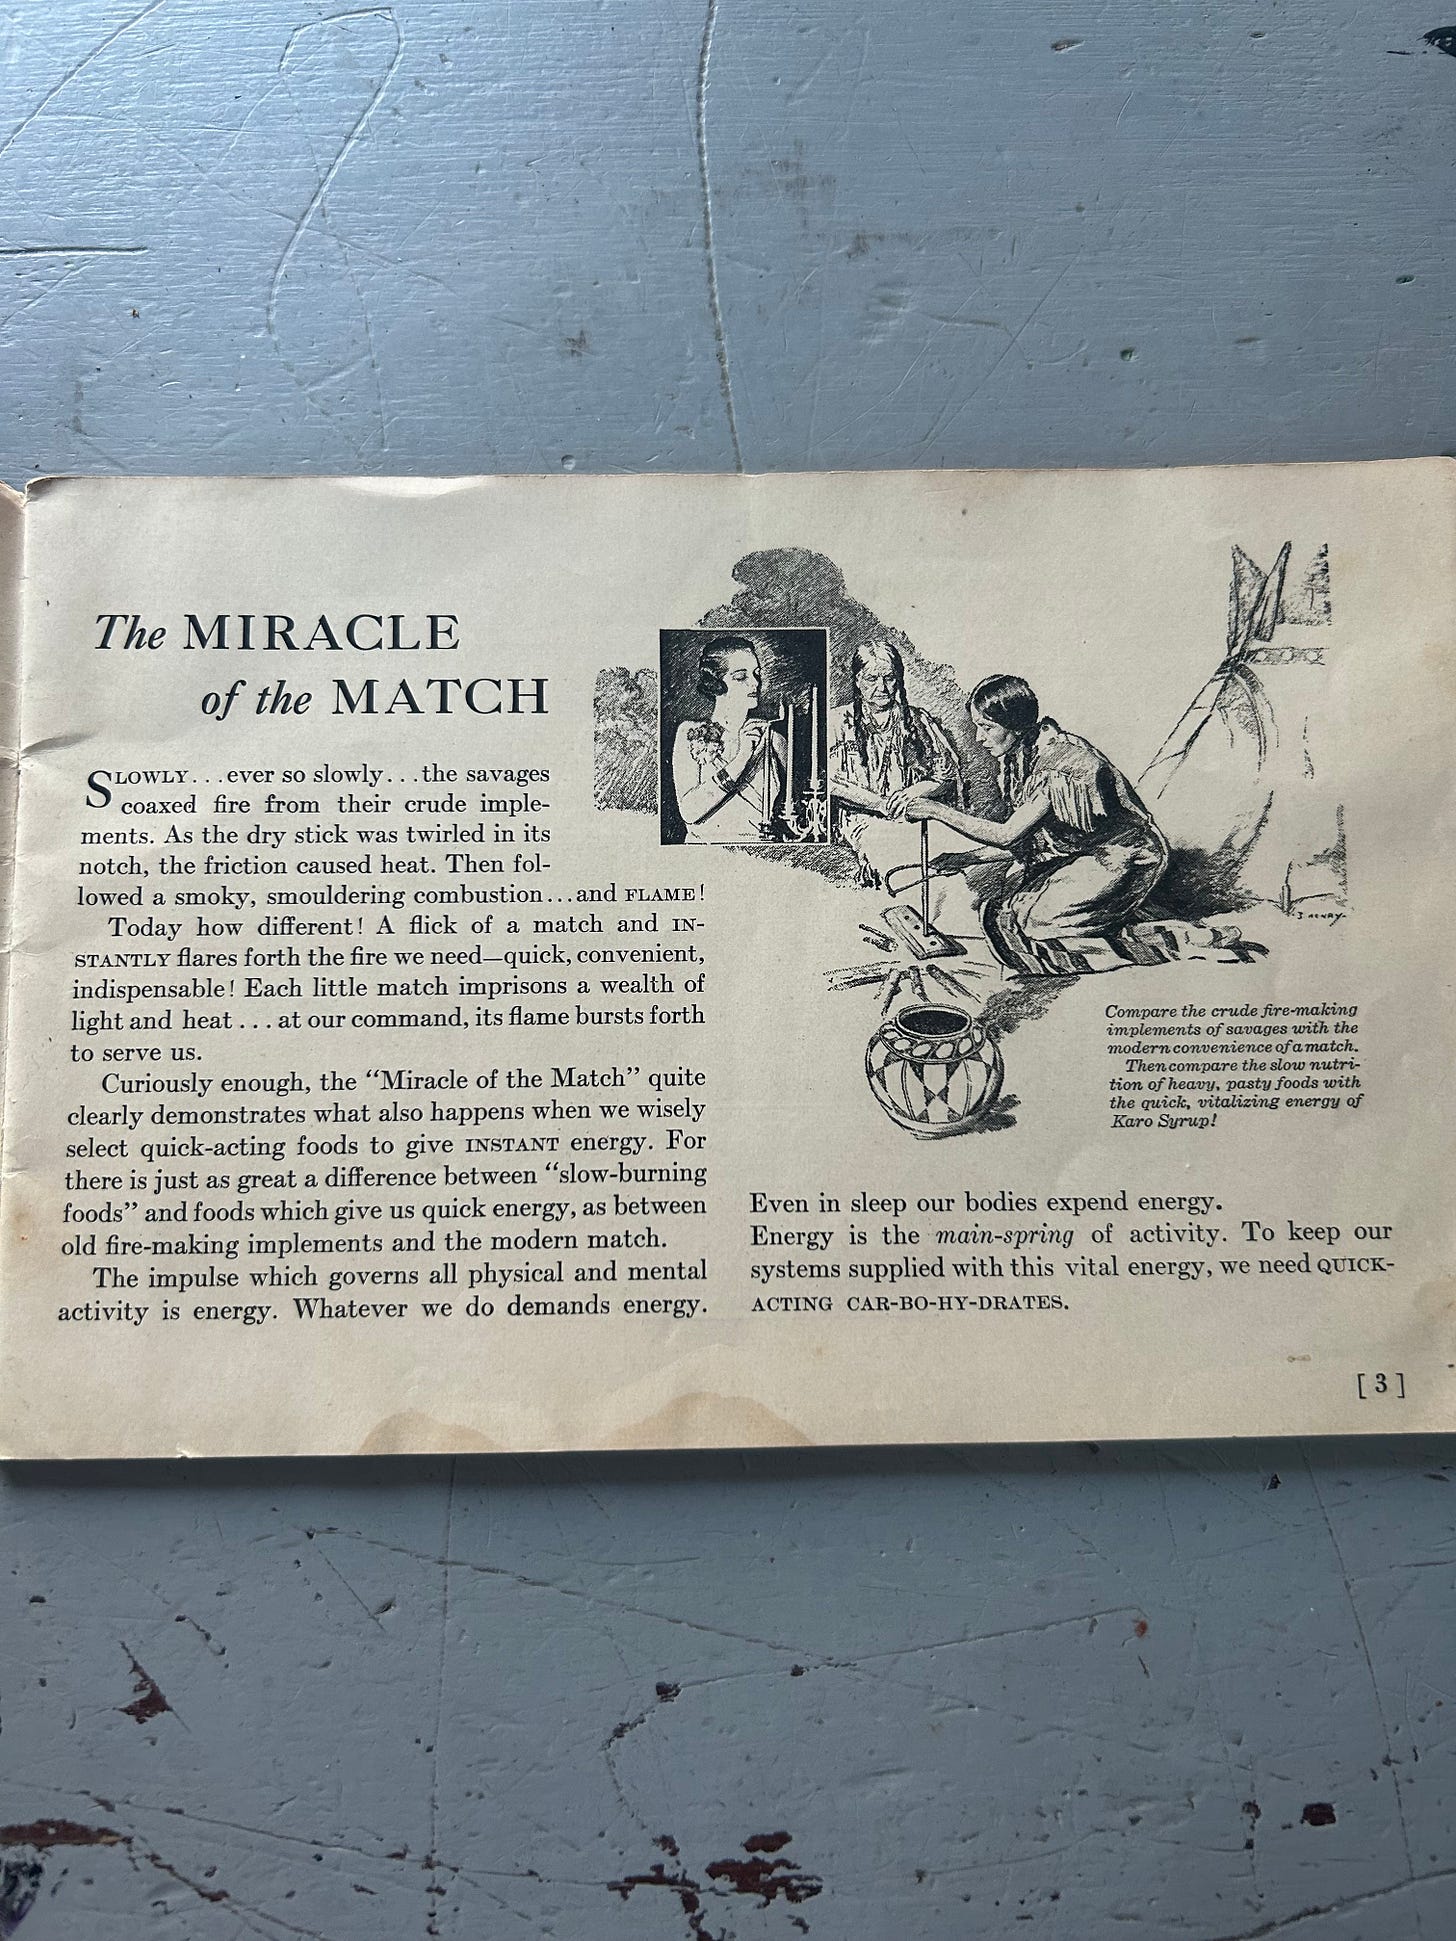 The MIRACLE
of the MATCH
SLOWLY...ever so slowly...the savages
coaxed fire from their crude imple-
ments. As the dry stick was twirled in its
notch, the friction caused heat. Then fol-
lowed a smoky, smouldering combustion...and FLAME!
Today how different! A flick of a match and IN-
STANTLY flares forth the fire we need—quick, convenient,
indispensable! Each little match imprisons a wealth of
light and heat...at our command, its flame bursts forth
to serve us.
Curiously enough, the “Miracle of the Match” quite
clearly demonstrates what also happens when we wisely
select quick-acting foods to give INSTANT energy. For
there is just as great a difference between “slow-burning
foods” and foods which give us quick energy, as between
old fire-making implements and the modern match.
The impulse which governs all physical and mental
activity is energy. Whatever we do demands energy.
Compare the crude fire-making
implements of savages with the
modern convenience of a match.
Then compare the slow nutri-
tion of heavy, pasty foods with
the quick, vitalizing energy of
Karo Syrup!
Even in sleep our bodies expend energy.
Energy is the main-spring of activity. To keep our
systems supplied with this vital energy, we need QUICK-
ACTING CAR-BO-HY-DRATES.
[ 3 ]